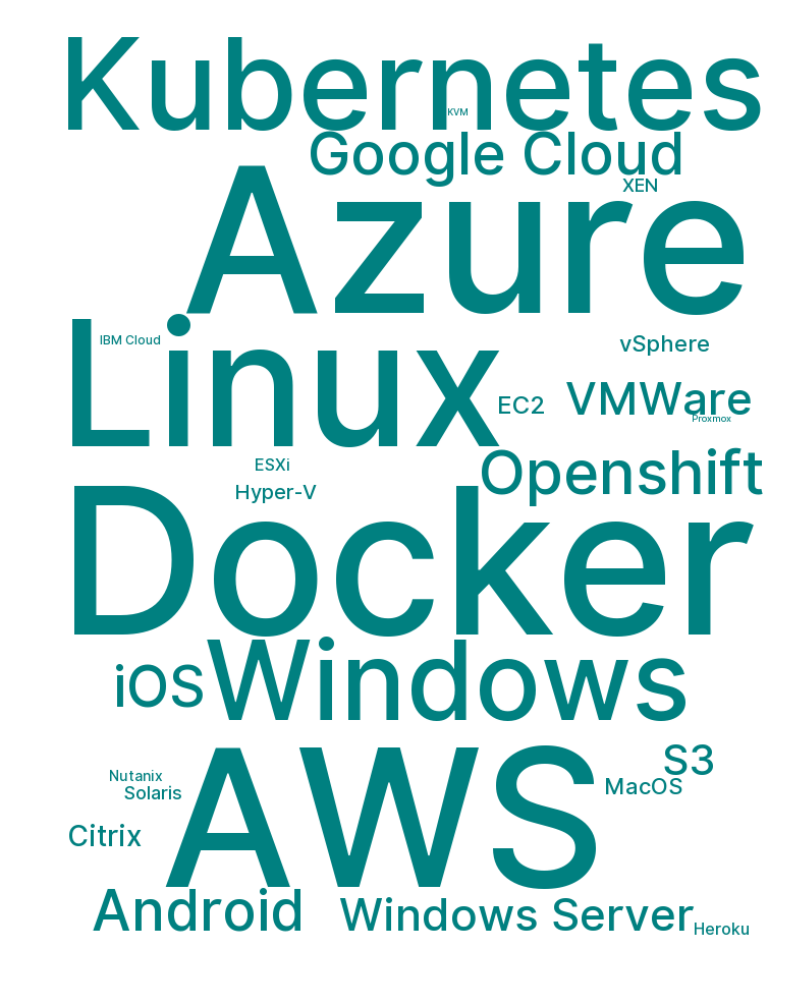 Kubernetes
KVM
Google Cloud
XEN
Azure
IBM Cloud
Linux
vSphere
EC2
VMWare
Proxmox
ESXi
Openshift
Hyper-V
Docker
iOS
Windows
S3
Nutanix
MacOS
Solaris
AWS
Citrix
Android
Windows Server
Heroku